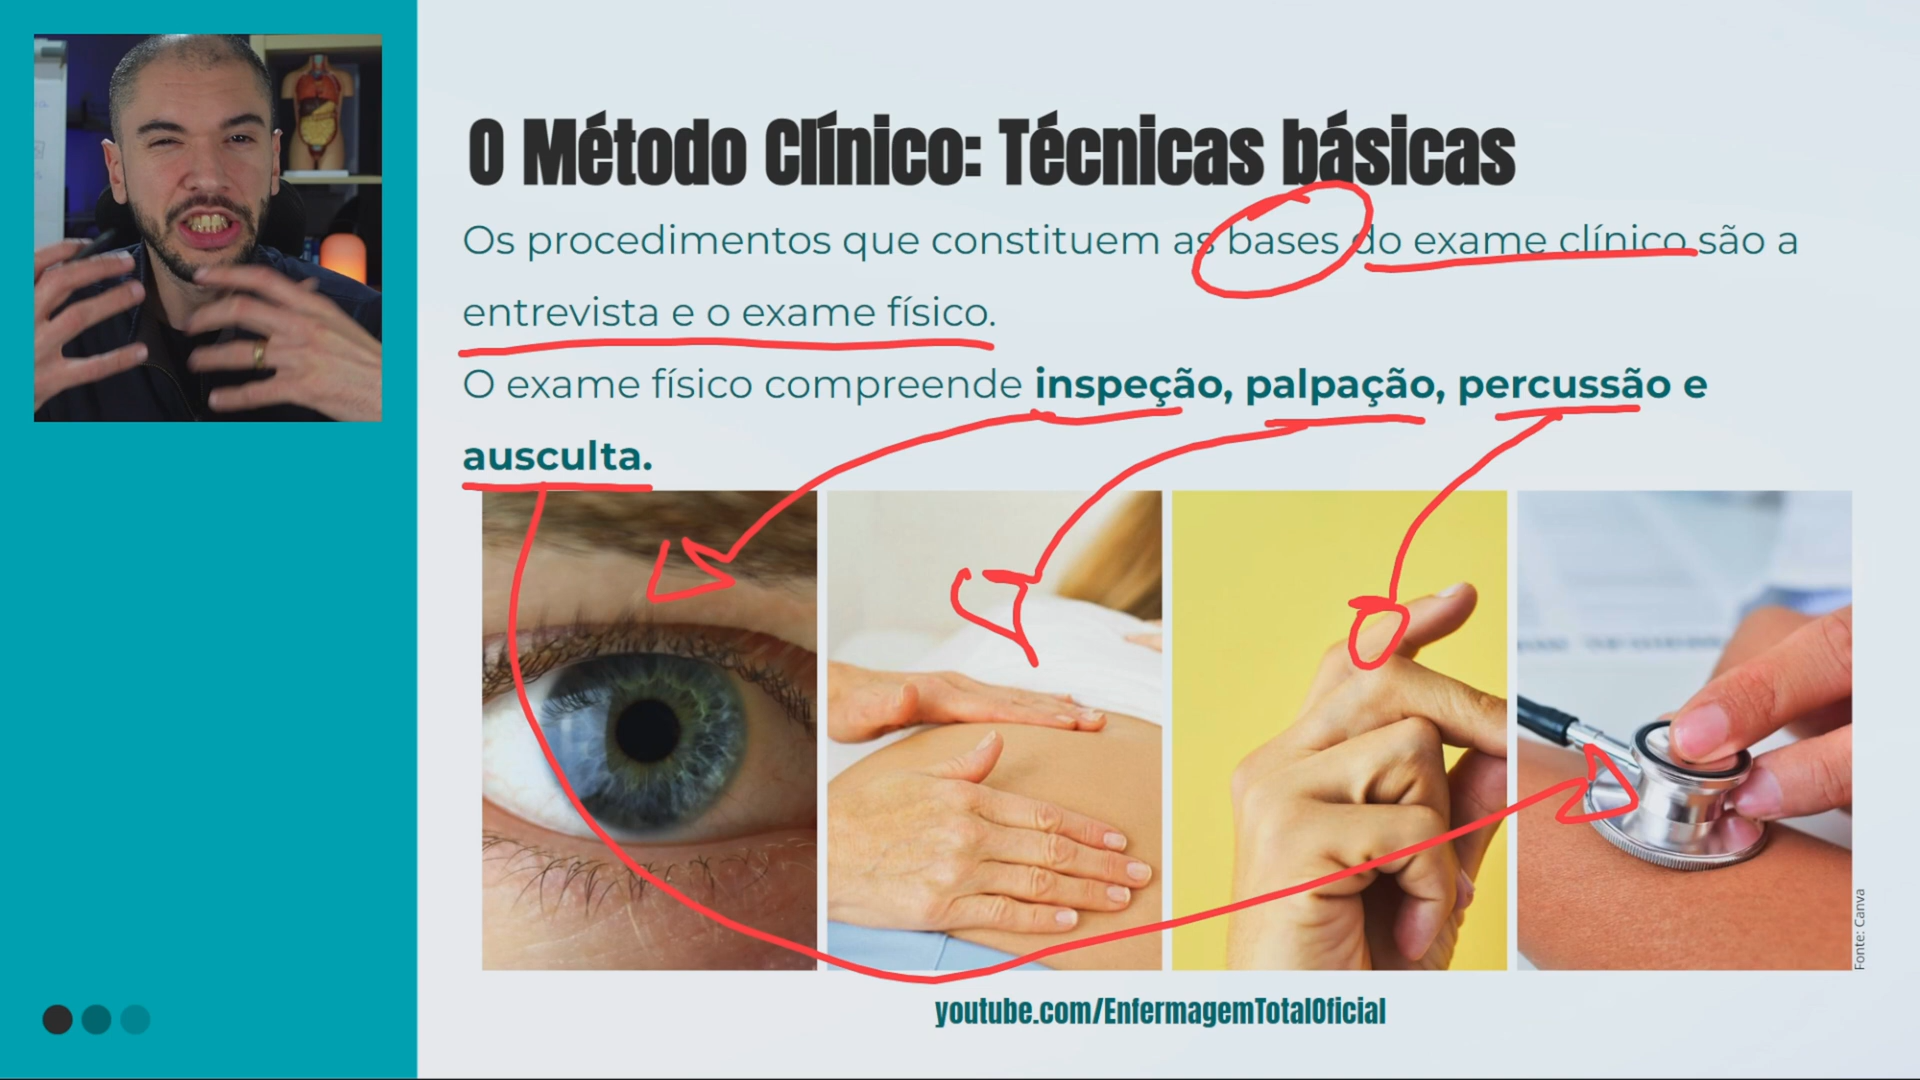 O Método Clínico: Técnicas básicas
Os procedimentos que constituem as bases do exame clínico são a
entrevista e o exame físico.
O exame físico compreende inspeção, palpação, percussão e
ausculta.
Fonte: Canva
youtube.com/EnfermagemTotalOficial